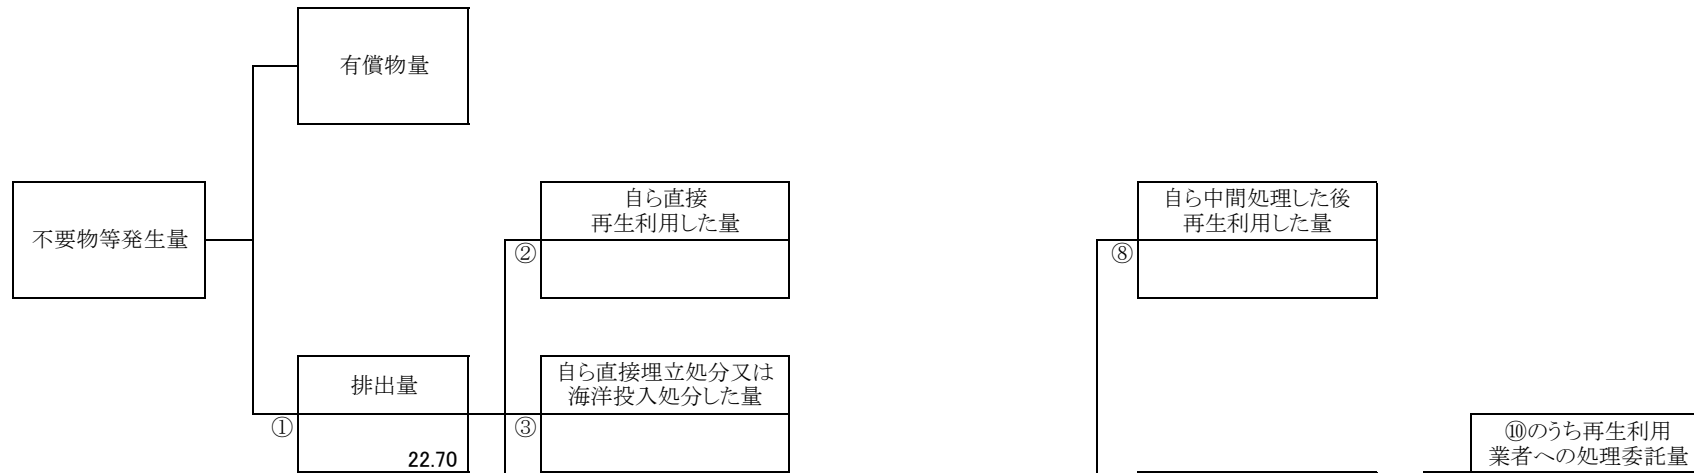 有償物量
不要物等発生量
自ら直接
再生利用した量
②
自ら中間処理した後
再生利用した量
⑧
排出量
①
22.70
自ら直接埋立処分又は
海洋投入処分した量
③
⑩のうち再生利用
業者への処理委託量